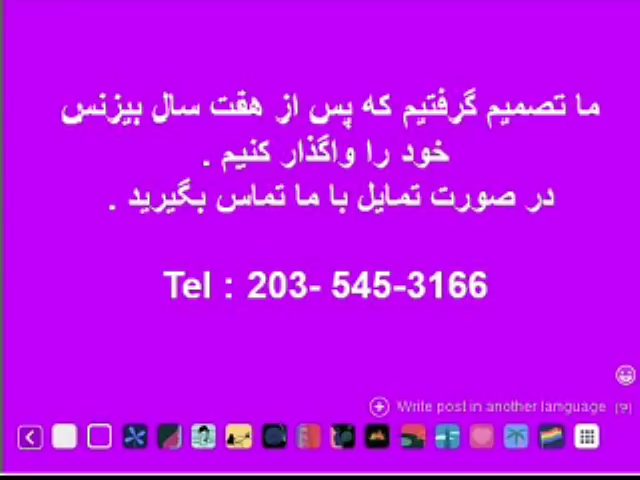 ما تصمیم گرفتیم که پس از هفت سال بیزنس
خود را واگذار کنیم .
در صورت تمایل با ما تماس بگیرید .
Tel : 203- 545-3166
Write post in another language [?]